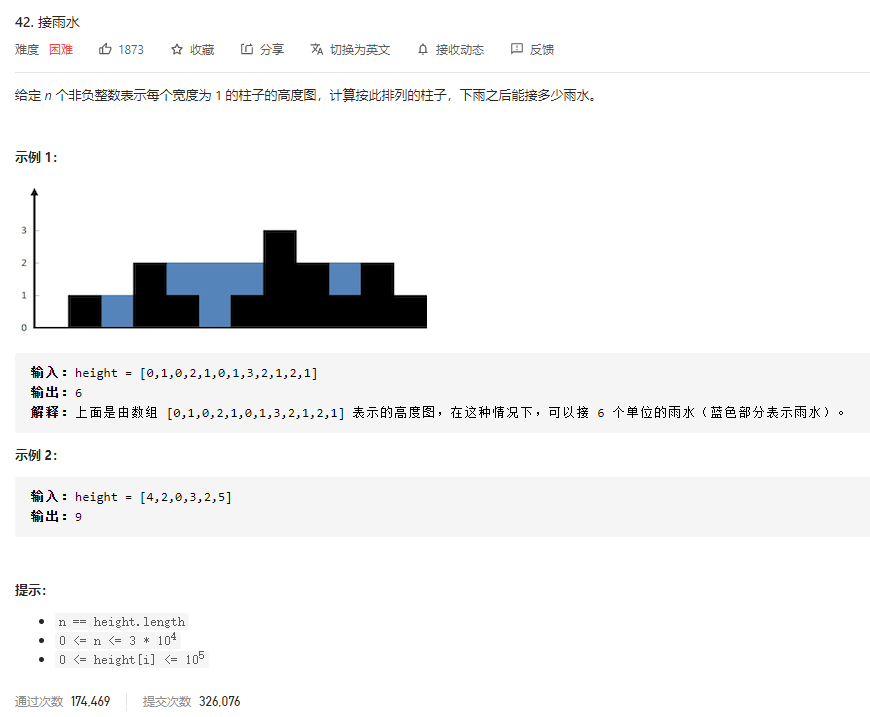 42. 接雨水
难度 困难 1873 收藏 分享 切换为英文 接收动态 反馈
给定 n 个非负整数表示每个宽度为 1 的柱子的高度图，计算按此排列的柱子，下雨之后能接多少雨水。
示例 1：
3
2
1
0
输入：height = [0,1,0,2,1,0,1,3,2,1,2,1]
输出：6
解释：上面是由数组 [0,1,0,2,1,0,1,3,2,1,2,1] 表示的高度图，在这种情况下，可以接 6 个单位的雨水（蓝色部分表示雨水）。
示例 2：
输入：height = [4,2,0,3,2,5]
输出：9
提示：
n == height.length
0 <= n <= 3 * 10⁴
0 <= height[i] <= 10⁵
通过次数 174,469 提交次数 326,076